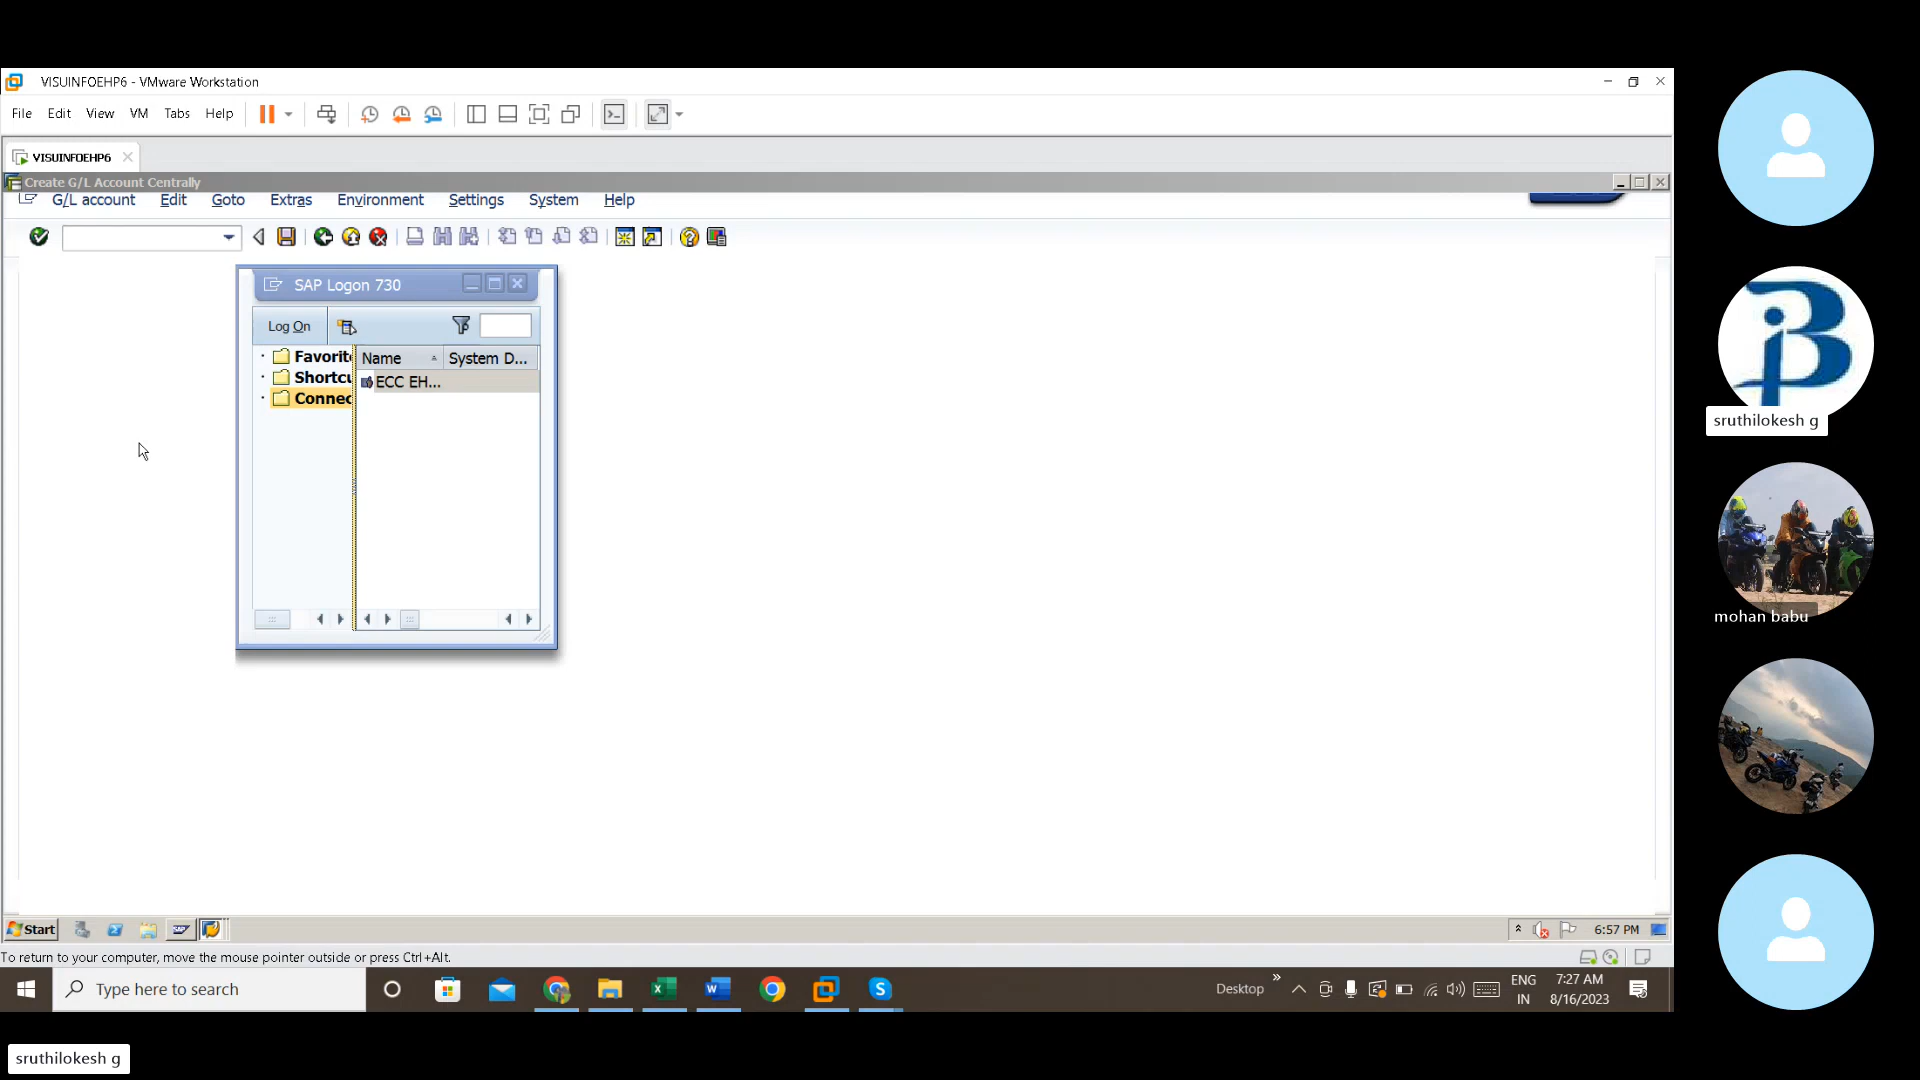 VISUINFOEHP6 - VMware Workstation
File Edit View VM Tabs Help
VISUINFOEHP6
Create G/L Account Centrally
G/L account Edit Goto Extras Environment Settings System Help
SAP Logon 730
Log On
Favorit
Name System D...
Shortcu
ECC EH...
Connec
sruthilokesh g
mohan babu
Start
6:57 PM
To return to your computer, move the mouse pointer outside or press Ctrl+Alt.
Type here to search
Desktop
ENG
IN
7:27 AM
8/16/2023
sruthilokesh g